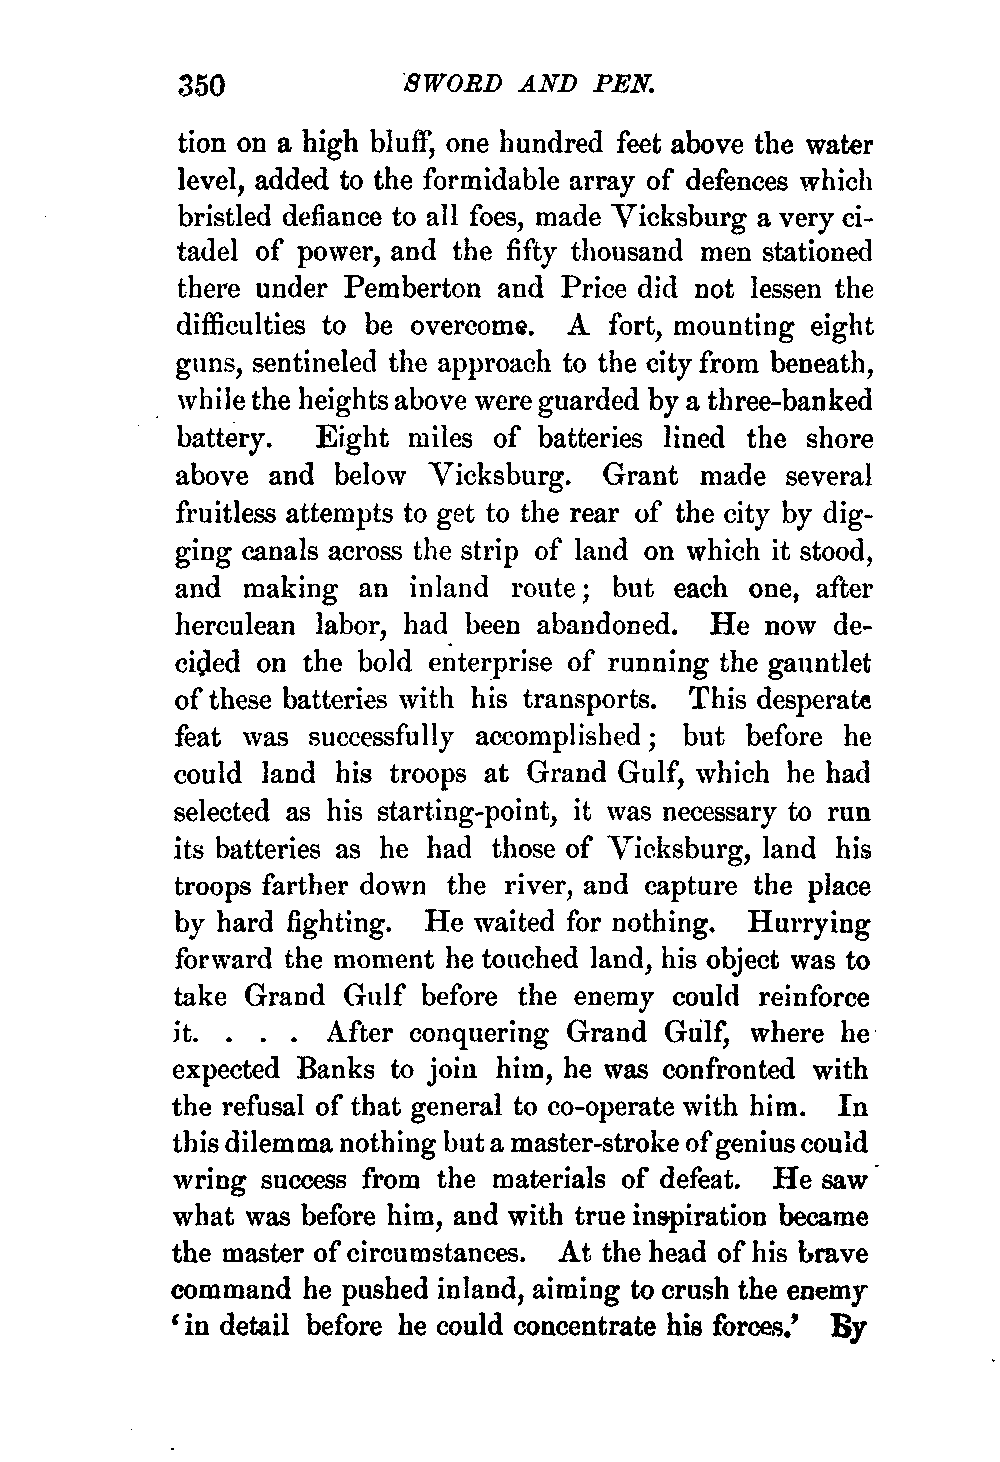 350 SWORD AND PEN.
tion on a high bluff, one hundred feet above the water
level, added to the formidable array of defences which
bristled defiance to all foes, made Vicksburg a very ci-
tadel of power, and the fifty thousand men stationed
there under Pemberton and Price did not lessen the
difficulties to be overcome. A fort, mounting eight
guns, sentineled the approach to the city from beneath,
while the heights above were guarded by a three-banked
battery. Eight miles of batteries lined the shore
above and below Vicksburg. Grant made several
fruitless attempts to get to the rear of the city by dig-
ging canals across the strip of land on which it stood,
and making an inland route; but each one, after
herculean labor, had been abandoned. He now de-
cided on the bold enterprise of running the gauntlet
of these batteries with his transports. This desperate
feat was successfully accomplished; but before he
could land his troops at Grand Gulf, which he had
selected as his starting-point, it was necessary to run
its batteries as he had those of Vicksburg, land his
troops farther down the river, and capture the place
by hard fighting. He waited for nothing. Hurrying
forward the moment he touched land, his object was to
take Grand Gulf before the enemy could reinforce
it. . . . After conquering Grand Gulf, where he
expected Banks to join him, he was confronted with
the refusal of that general to co-operate with him. In
this dilemma nothing but a master-stroke of genius could
wring success from the materials of defeat. He saw
what was before him, and with true inspiration became
the master of circumstances. At the head of his brave
command he pushed inland, aiming to crush the enemy
‘in detail before he could concentrate his forces.’ By